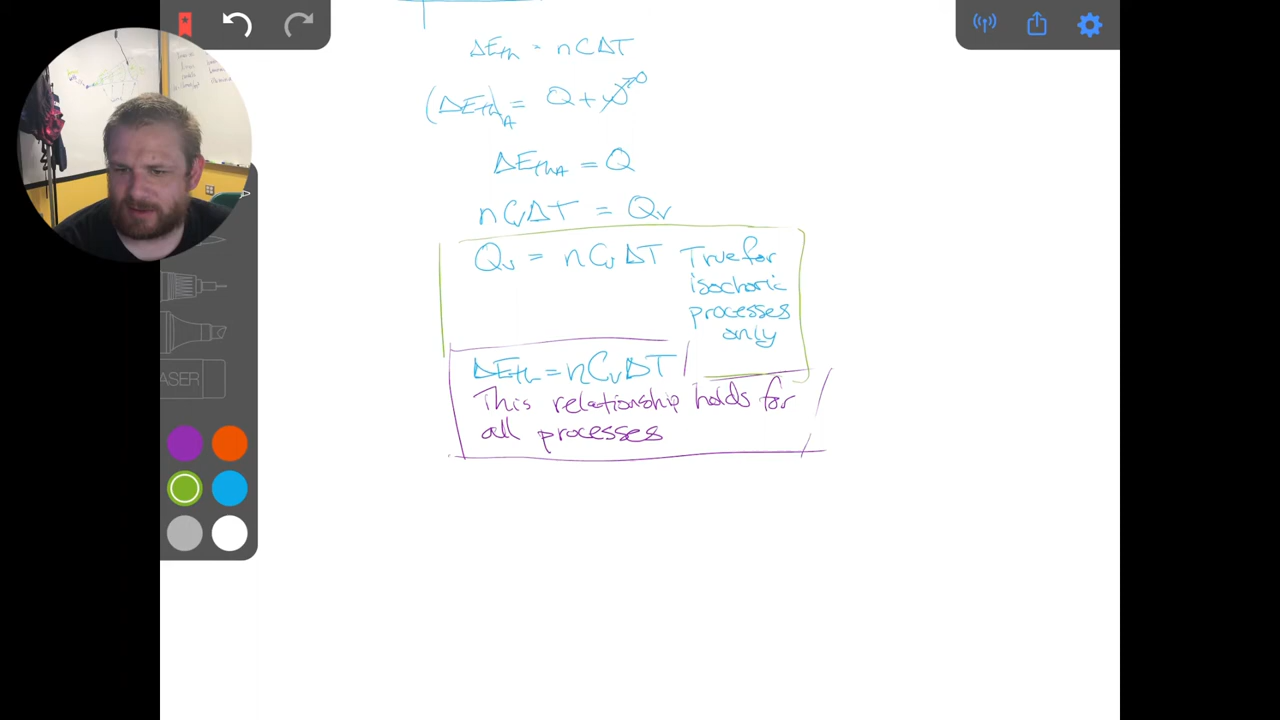 ΔEth = nCΔT
(ΔEth)A = Q + W→0
ΔEthA = Q
nCvΔT = Qv
Qv = nCvΔT True for
isochoric
processes
only
ΔEth = nCvΔT
This relationship holds for
all processes
ASER